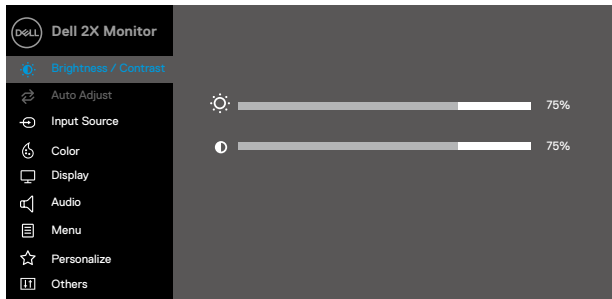 DELL Dell 2X Monitor
Brightness / Contrast
Auto Adjust
75%
Input Source
Color
75%
Display
Audio
Menu
Personalize
Others